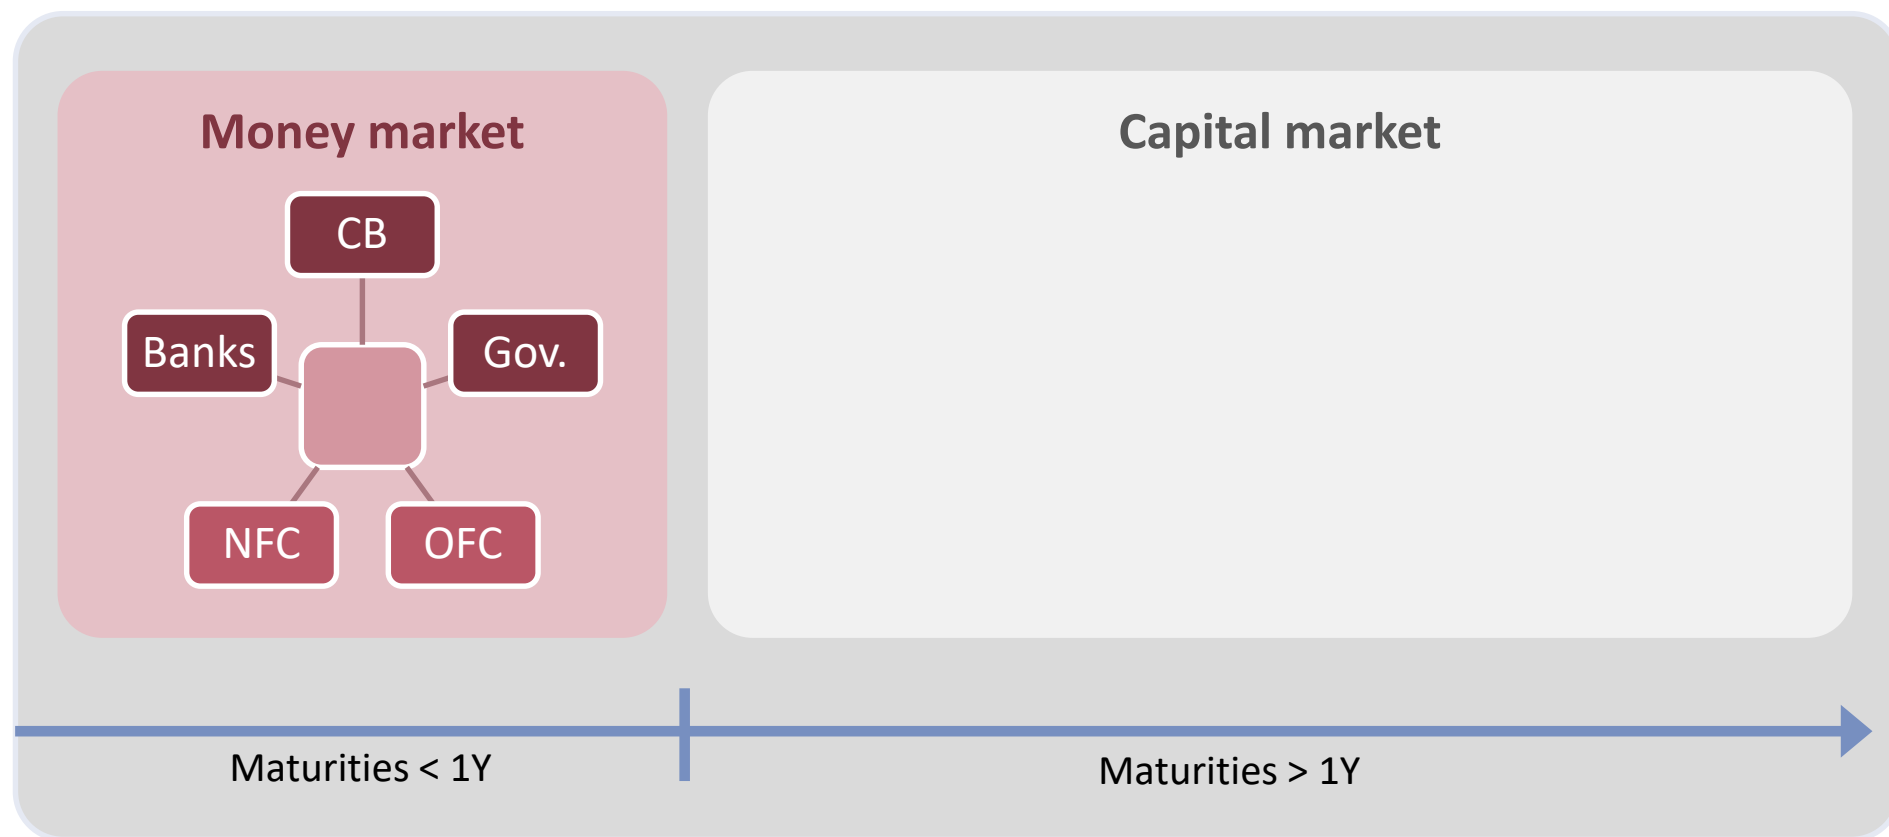 Money market
CB
Banks
Gov.
NFC
OFC
Capital market
Maturities < 1Y
Maturities > 1Y